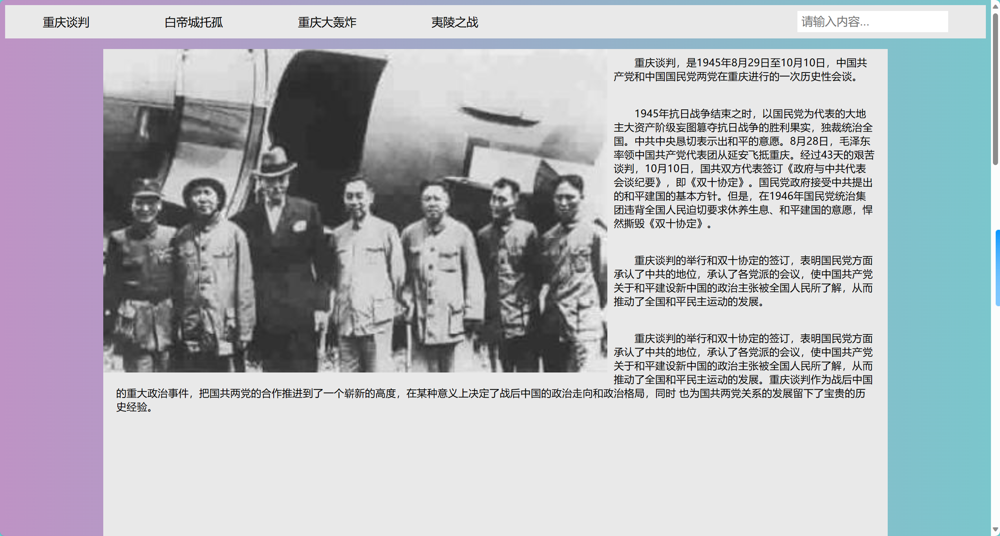 重庆谈判 白帝城托孤 重庆大轰炸 夷陵之战 请输入内容...
重庆谈判，是1945年8月29日至10月10日，中国共
产党和中国国民党两党在重庆进行的一次历史性会谈。
1945年抗日战争结束之时，以国民党为代表的大地
主大资产阶级妄图篡夺抗日战争的胜利果实，独裁统治全
国。中共中央恳切表示出和平的意愿。8月28日，毛泽东
率领中国共产党代表团从延安飞抵重庆。经过43天的艰苦
谈判，10月10日，国共双方代表签订《政府与中共代表
会谈纪要》，即《双十协定》。国民党政府接受中共提出
的和平建国的基本方针。但是，在1946年国民党统治集
团违背全国人民迫切要求休养生息、和平建国的意愿，悍
然撕毁《双十协定》。
重庆谈判的举行和双十协定的签订，表明国民党方面
承认了中共的地位，承认了各党派的会议，使中国共产党
关于和平建设新中国的政治主张被全国人民所了解，从而
推动了全国和平民主运动的发展。
重庆谈判的举行和双十协定的签订，表明国民党方面
承认了中共的地位，承认了各党派的会议，使中国共产党
关于和平建设新中国的政治主张被全国人民所了解，从而
推动了全国和平民主运动的发展。重庆谈判作为战后中国
的重大政治事件，把国共两党的合作推进到了一个崭新的高度，在某种意义上决定了战后中国的政治走向和政治格局，同时 也为国共两党关系的发展留下了宝贵的历
史经验。